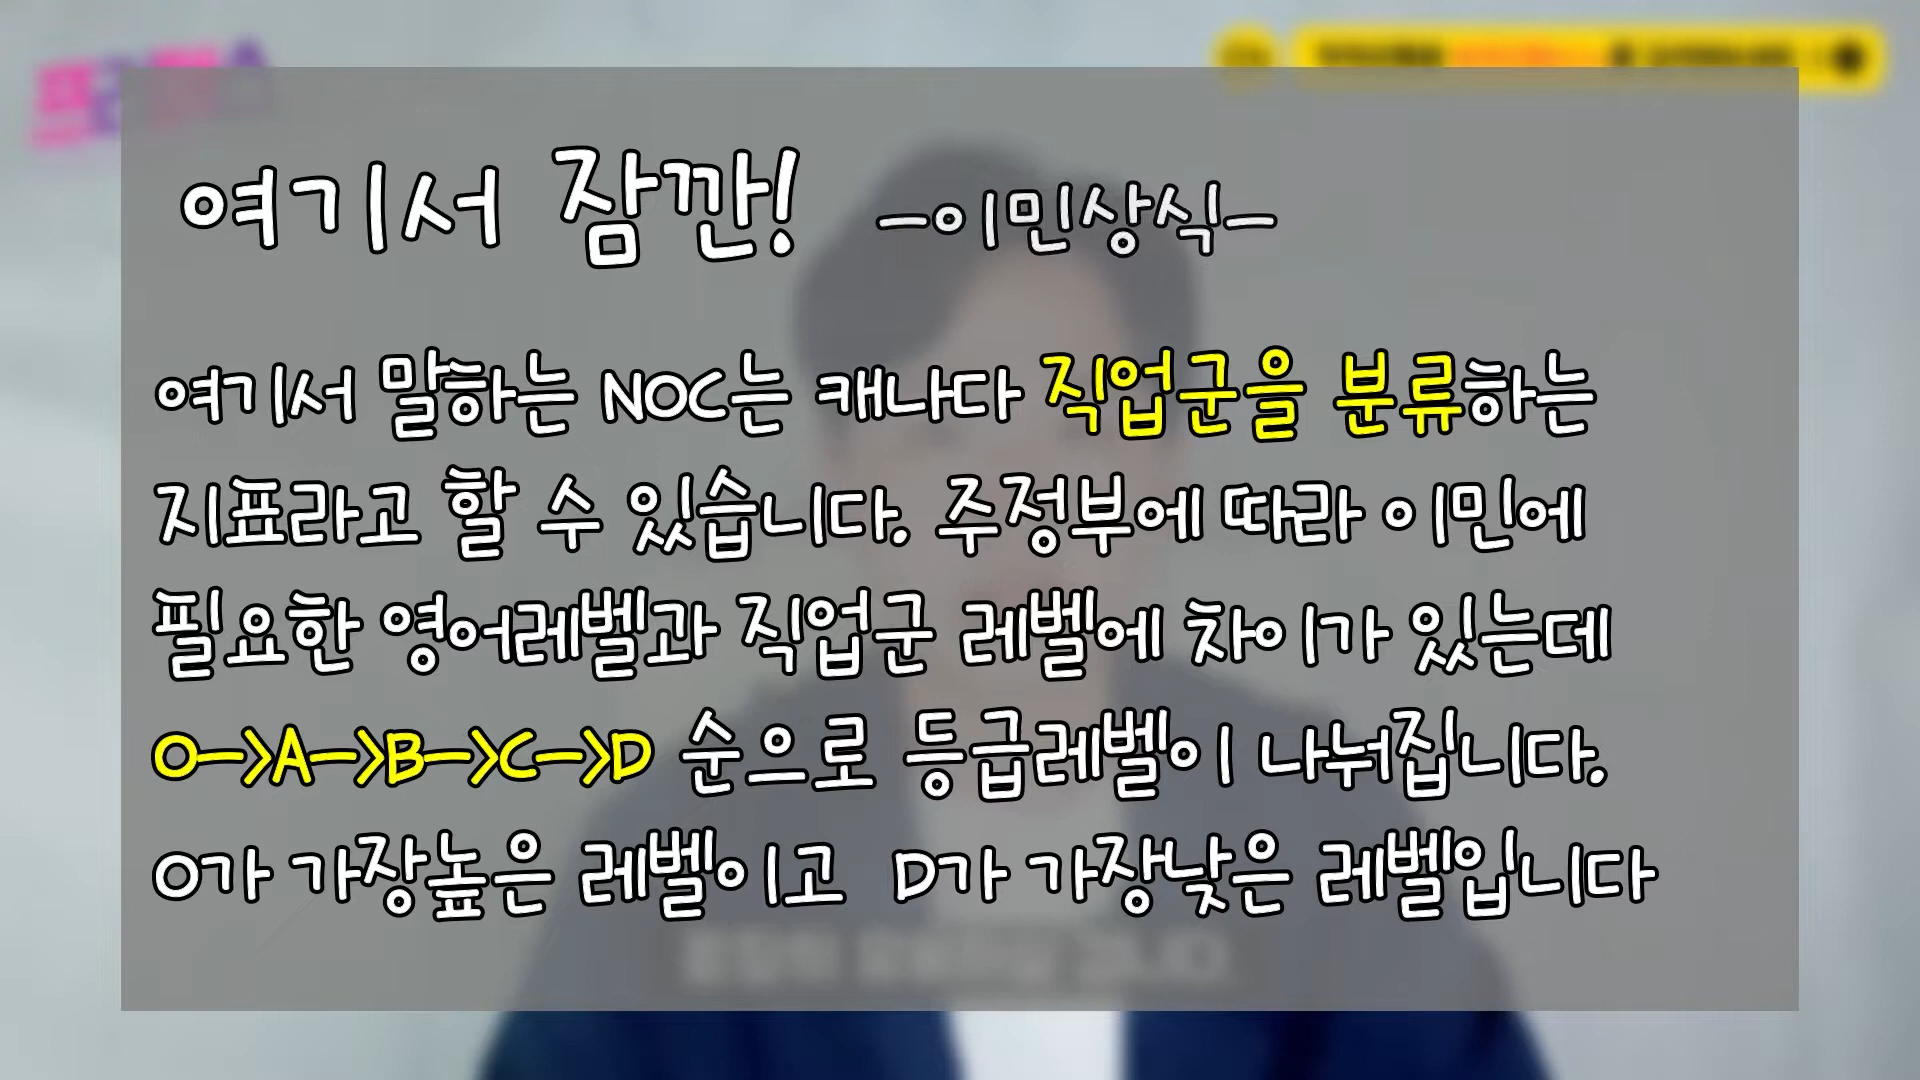 여기서 잠깐! -이민상식-
여기서 말하는 NOC는 캐나다 직업군을 분류하는
지표라고 할 수 있습니다. 주정부에 따라 이민에
필요한 영어레벨과 직업군 레벨에 차이가 있는데
O->A->B->C->D 순으로 등급레벨이 나눠집니다.
O가 가장높은 레벨이고 D가 가장낮은 레벨입니다